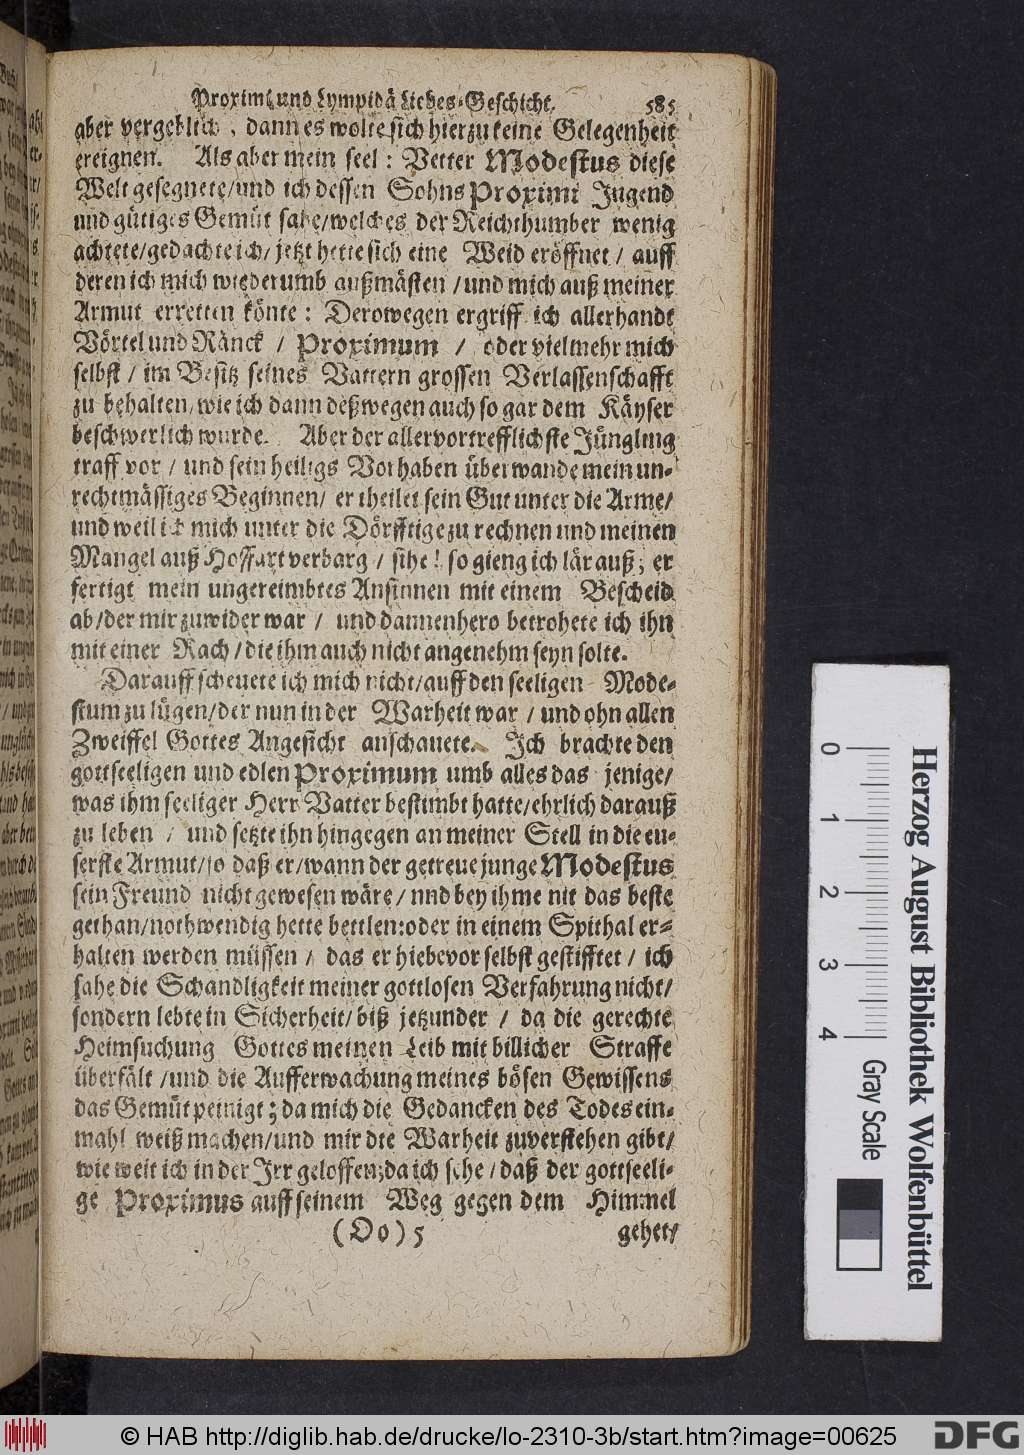 Proximi und Lympidä Liebes-Geschicht. 585
aber vergeblich, dann es wolte sich hierzu keine Gelegenheit
ereignen. Als aber mein seel: Vetter Modestus diese
Welt gesegnete/und ich dessen Sohns Proximi Jugend
und gütiges Gemüt sahe/welches der Reichthumber wenig
achtete/gedachte ich/ jetzt hette sich eine Weid eröffnet / auff
deren ich mich wiederumb außmästen /und mich auß meiner
Armut erretten könte: Derowegen ergriff ich allerhandt
Vörtel und Ränck / Proximum / oder vielmehr mich
selbst / im Besitz seines Vattern grossen Verlassenschafft
zu behalten/wie ich dann deßwegen auch so gar dem Käyser
beschwerlich wurde. Aber der allervortrefflichste Jüngling
traff vor / und sein heiligs Vorhaben überwande mein un-
rechtmässiges Beginnen/ er theilet sein Gut unter die Arme/
und weil ich mich unter die Dörfftige zu rechnen und meinen
Mangel auß Hoffart verbarg / sihe! so gieng ich lär auß; er
fertigt mein ungereimbtes Ansinnen mit einem Bescheid
ab/der mir zuwider war / und dannenhero betrohete ich ihn
mit einer Rach/die ihm auch nicht angenehm seyn solte.
Darauff scheuete ich mich nicht/auff den seeligen Mode-
stum zu lügen/der nun in der Warheit war / und ohn allen
Zweiffel Gottes Angesicht anschauete. Ich brachte den
gottseeligen und edlen Proximum umb alles das jenige/
was ihm seeliger Herr Vatter bestimbt hatte/ehrlich darauß
zu leben / und setzte ihn hingegen an meiner Stell in die eu-
serste Armut/so daß er/wann der getreue junge Modestus
sein Freund nicht gewesen wäre/ nnd bey ihme nit das beste
gethan/nothwendig hette bettlen:oder in einem Spithal er-
halten werden müssen / das er hiebevor selbst gestifftet / ich
sahe die Schandligkeit meiner gottlosen Verfahrung nicht/
sondern lebte in Sicherheit/biß jetzunder / da die gerechte
Heimsuchung Gottes meinen Leib mit billicher Straffe
überfält /und die Aufferwachung meines bösen Gewissens
das Gemüt peinigt; da mich die Gedancken des Todes ein-
mahl weiß machen/und mir die Warheit zuverstehen gibt/
wie weit ich in der Irr geloffen;da ich sehe/daß der gottseeli-
ge Proximus auff seinem Weg gegen dem Himmel
(Oo)5 gehet/
Herzog August Bibliothek Wolfenbüttel
0 1 2 3 4 Gray Scale
© HAB http://diglib.hab.de/drucke/lo-2310-3b/start.htm?image=00625
DFG